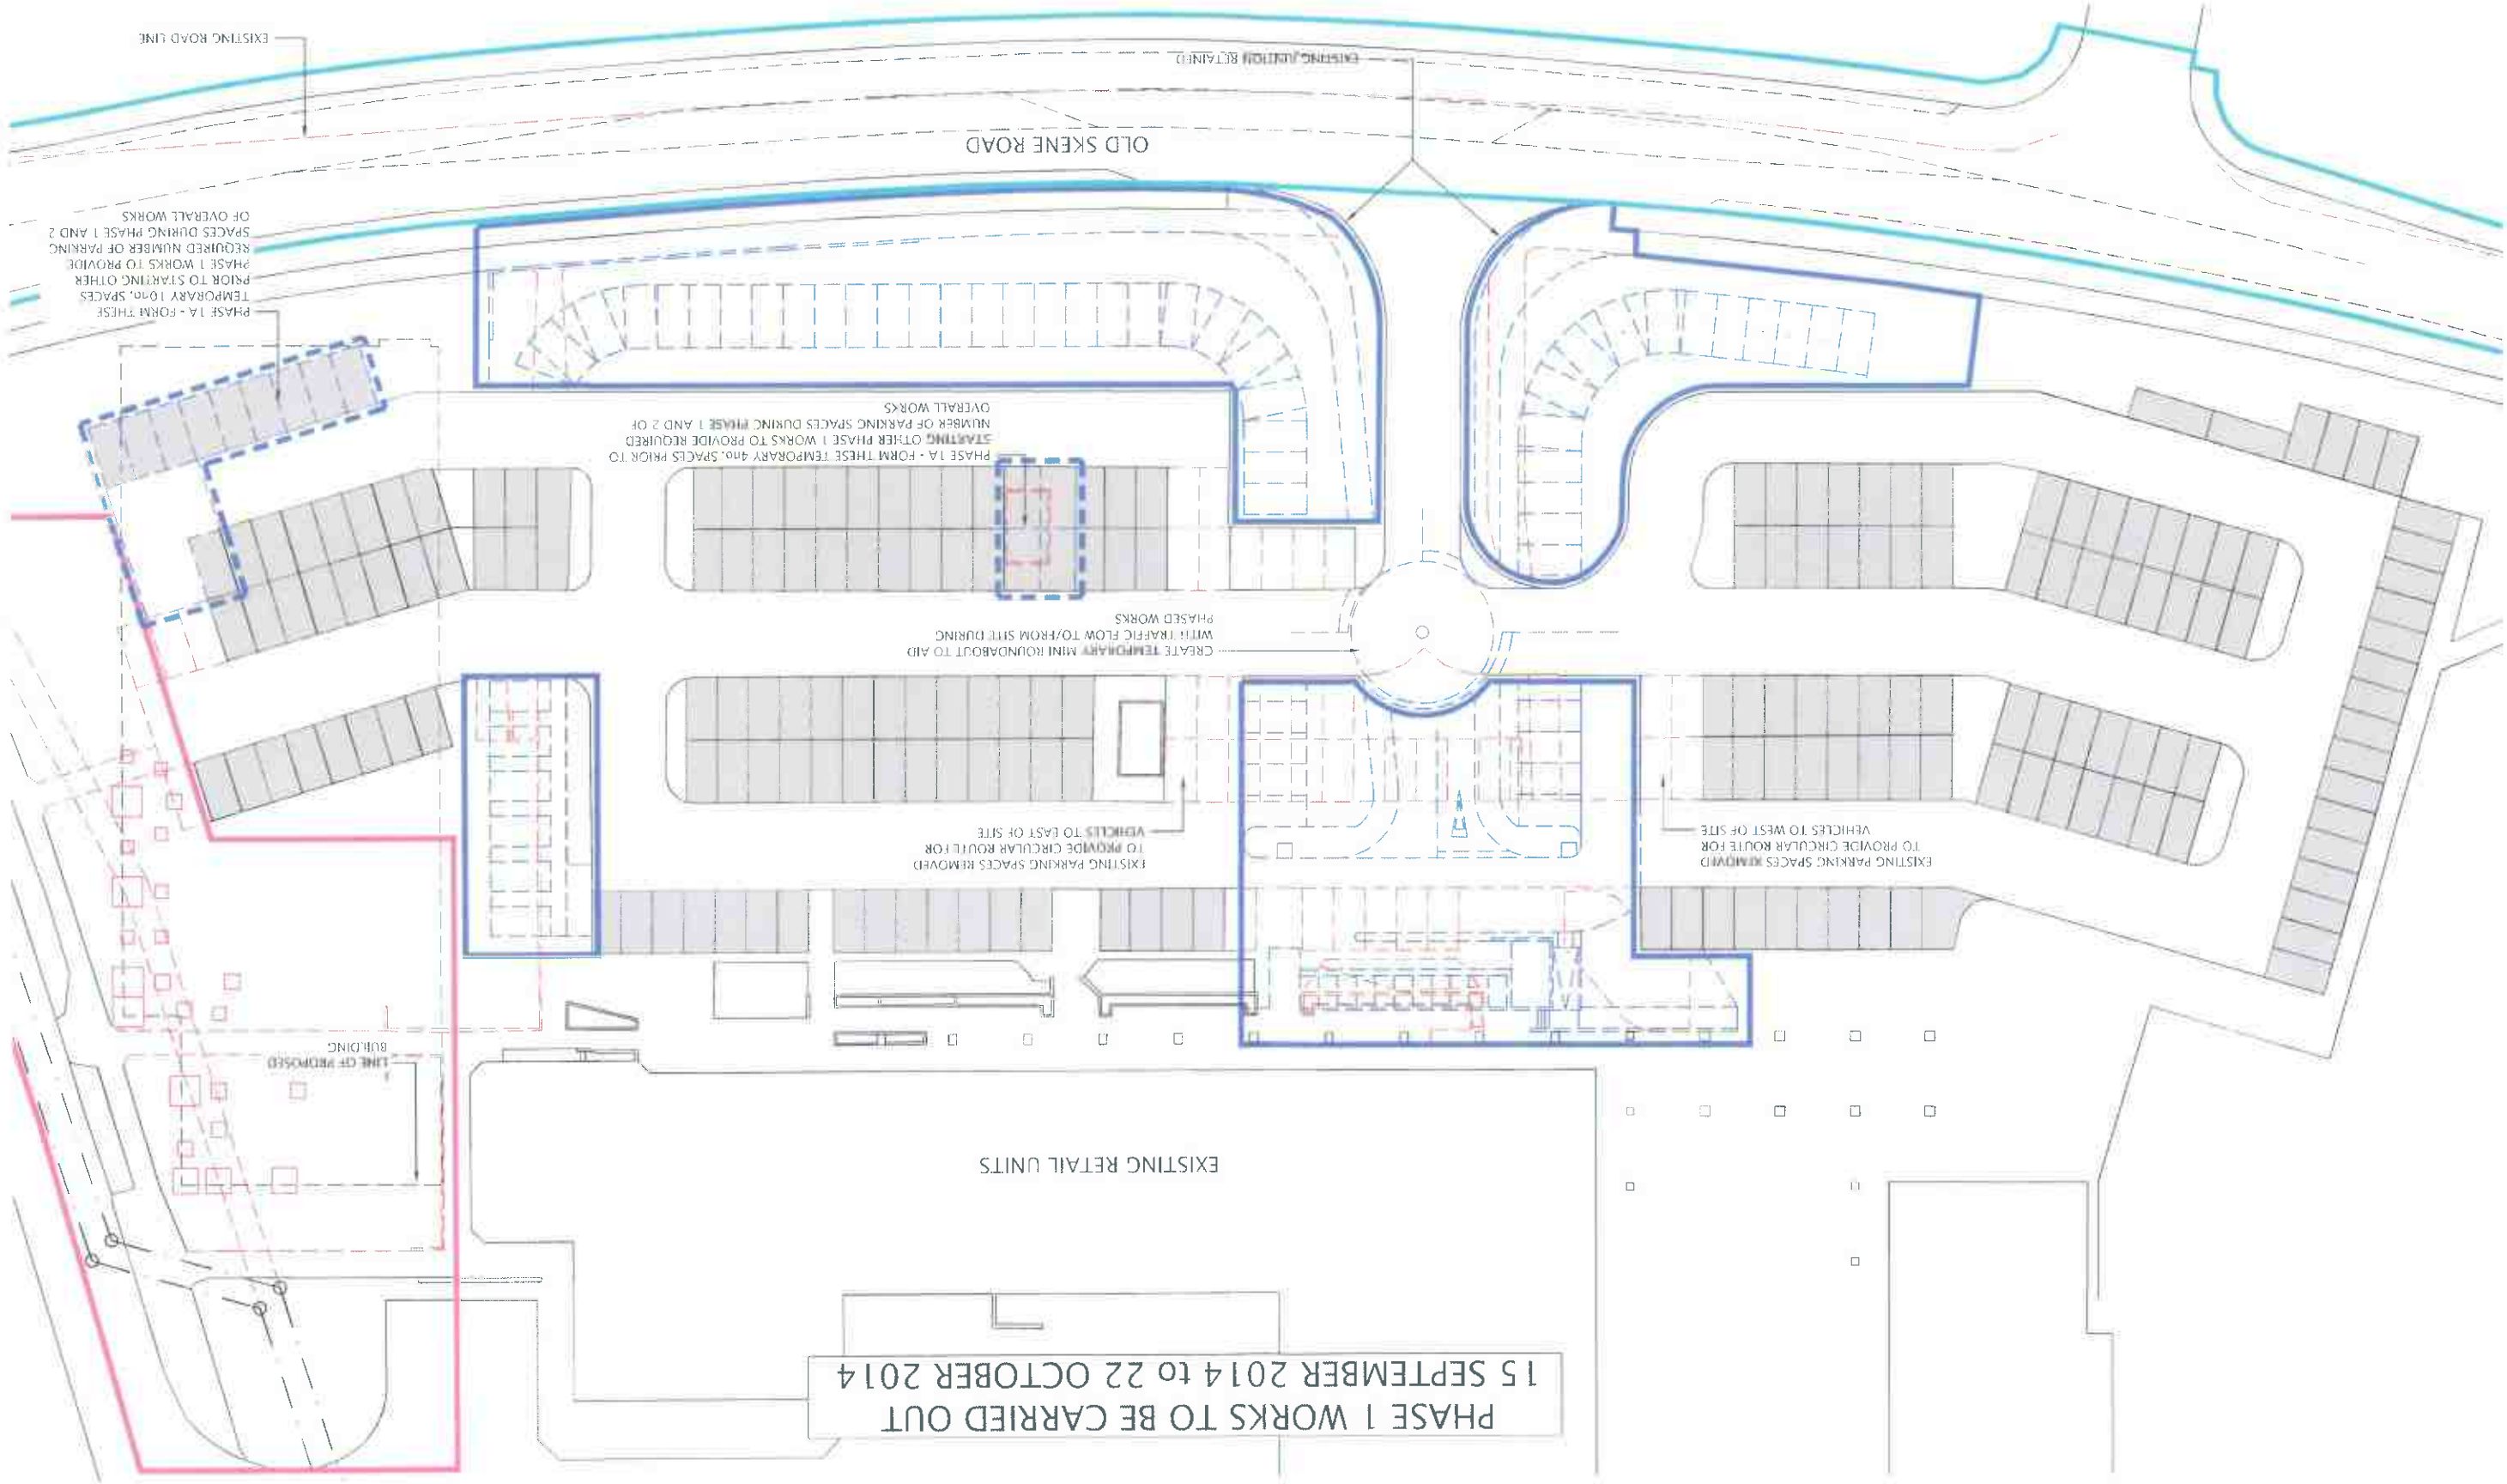 PHASE 1 WORKS TO BE CARRIED OUT
15 SEPTEMBER 2014 to 22 OCTOBER 2014
EXISTING RETAIL UNITS
LINE OF PROPOSED
BUILDING
EXISTING PARKING SPACES REMOVED
TO PROVIDE CIRCULAR ROUTE FOR
VEHICLES TO WEST OF SITE
EXISTING PARKING SPACES REMOVED
TO PROVIDE CIRCULAR ROUTE FOR
VEHICLES TO EAST OF SITE
CREATE TEMPORARY MINI ROUNDABOUT TO AID
WITH TRAFFIC FLOW TO/FROM SITE DURING
PHASED WORKS
PHASE 1A - FORM THESE TEMPORARY 4no. SPACES PRIOR TO
STARTING OTHER PHASE 1 WORKS TO PROVIDE REQUIRED
NUMBER OF PARKING SPACES DURING PHASE 1 AND 2 OF
OVERALL WORKS
PHASE 1A - FORM THESE
TEMPORARY 10no. SPACES
PRIOR TO STARTING OTHER
PHASE 1 WORKS TO PROVIDE
REQUIRED NUMBER OF PARKING
SPACES DURING PHASE 1 AND 2
OF OVERALL WORKS
OLD SKENE ROAD
EXISTING JUNCTION RETAINED
EXISTING ROAD LINE